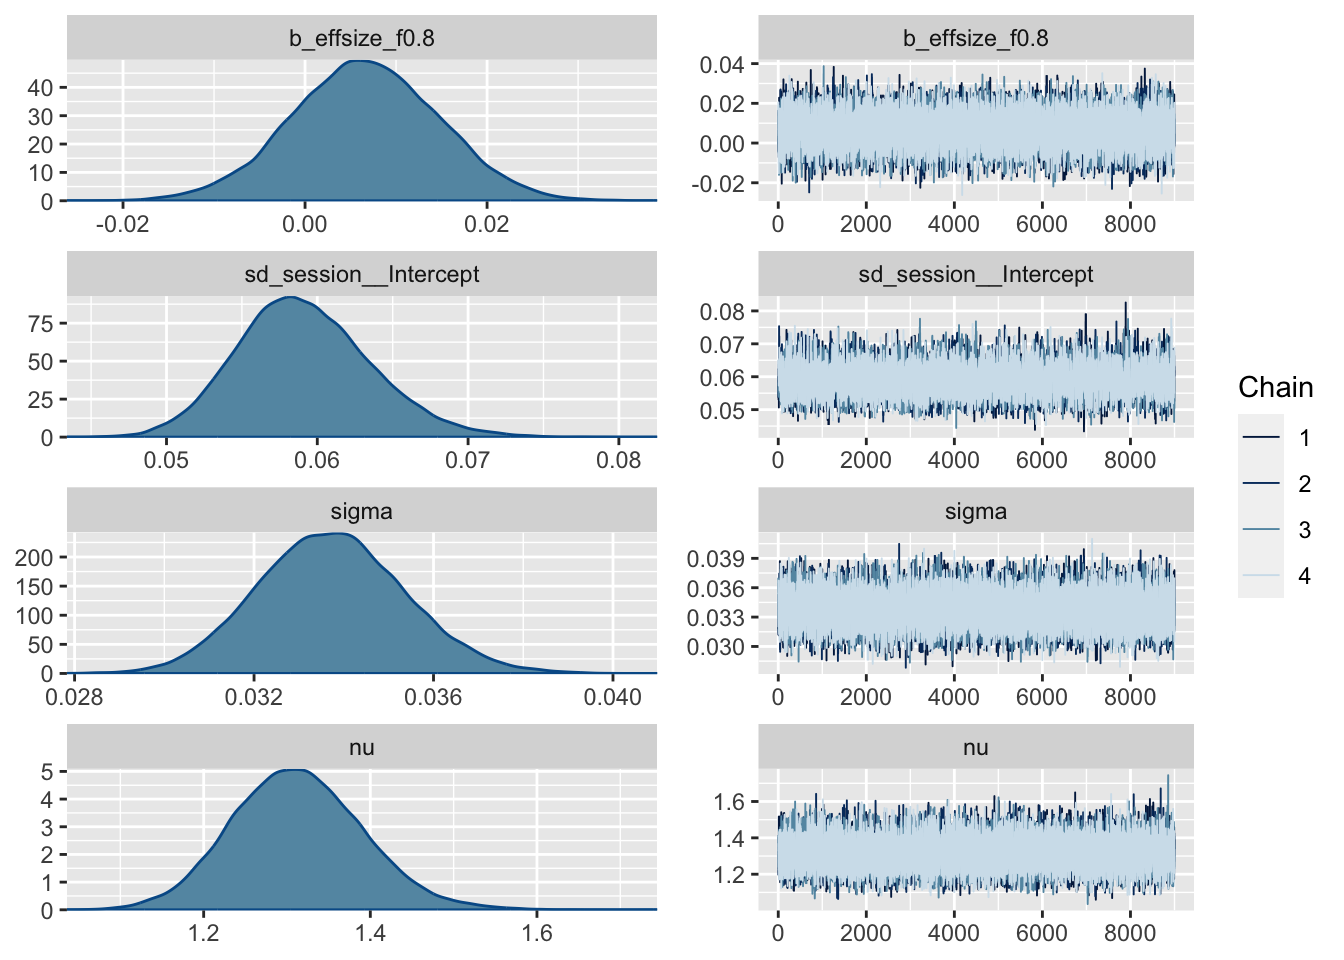 b_effsize_f0.8
40
30
20
10
0
-0.02 0.00 0.02
b_effsize_f0.8
0.04
0.02
0.00
-0.02
0 2000 4000 6000 8000
sd_session__Intercept
75
50
25
0
0.05 0.06 0.07 0.08
sd_session__Intercept
0.08
0.07
0.06
0.05
0 2000 4000 6000 8000
sigma
200
150
100
50
0
0.028 0.032 0.036 0.040
sigma
0.039
0.036
0.033
0.030
0 2000 4000 6000 8000
nu
5
4
3
2
1
0
1.2 1.4 1.6
nu
1.6
1.4
1.2
0 2000 4000 6000 8000
Chain
1
2
3
4